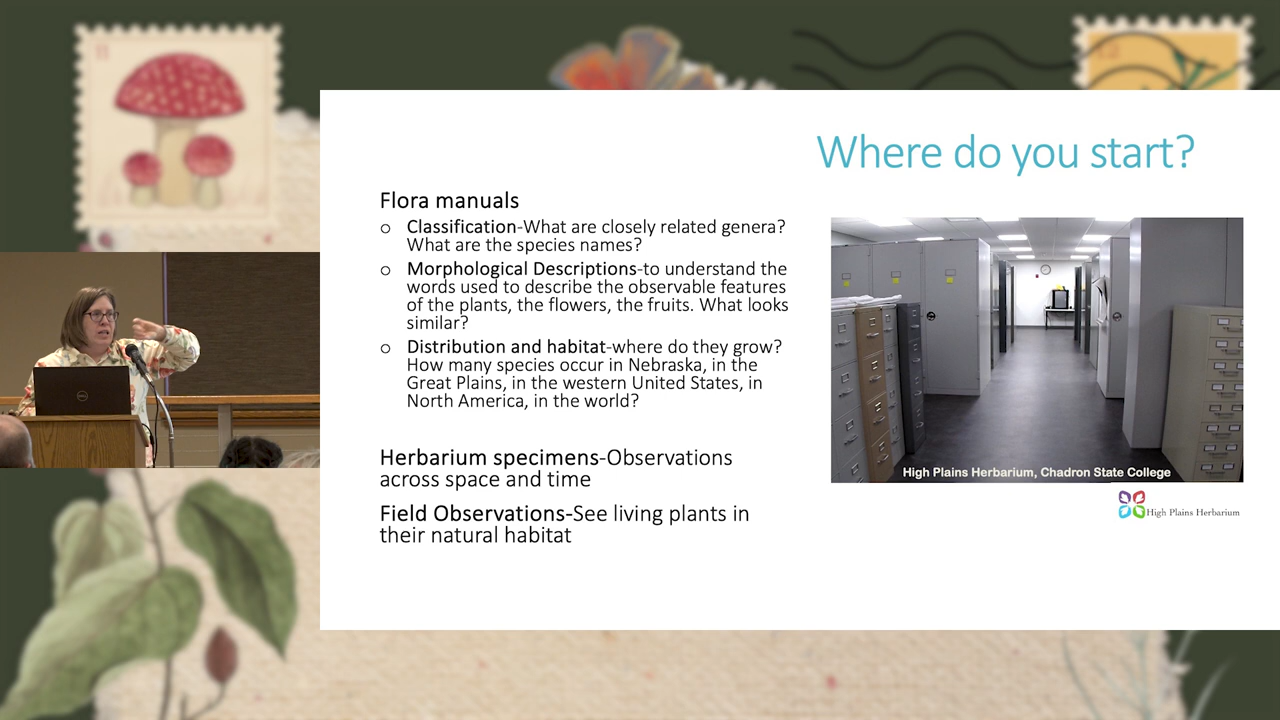 Where do you start?
Flora manuals
o Classification-What are closely related genera?
What are the species names?
o Morphological Descriptions-to understand the
words used to describe the observable features
of the plants, the flowers, the fruits. What looks
similar?
o Distribution and habitat-where do they grow?
How many species occur in Nebraska, in the
Great Plains, in the western United States, in
North America, in the world?
Herbarium specimens-Observations
across space and time
Field Observations-See living plants in
their natural habitat
High Plains Herbarium, Chadron State College
High Plains Herbarium
DELL